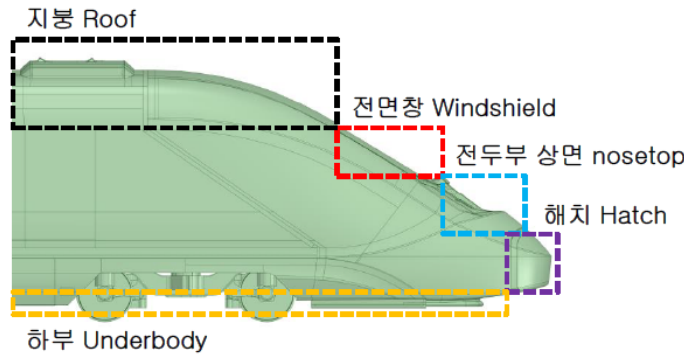 지붕 Roof
전면창 Windshield
전두부 상면 nosetop
해치 Hatch
하부 Underbody